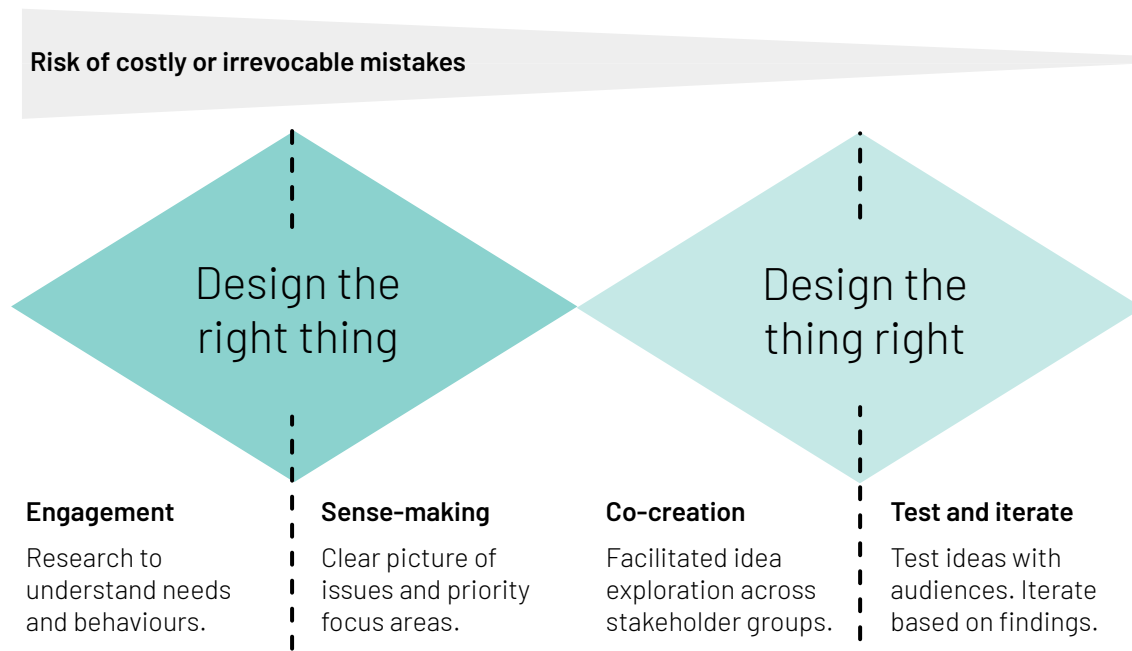 Risk of costly or irrevocable mistakes
Design the
right thing
Design the
thing right
Engagement
Research to
understand needs
and behaviours.
Sense-making
Clear picture of
issues and priority
focus areas.
Co-creation
Facilitated idea
exploration across
stakeholder groups.
Test and iterate
Test ideas with
audiences. Iterate
based on findings.